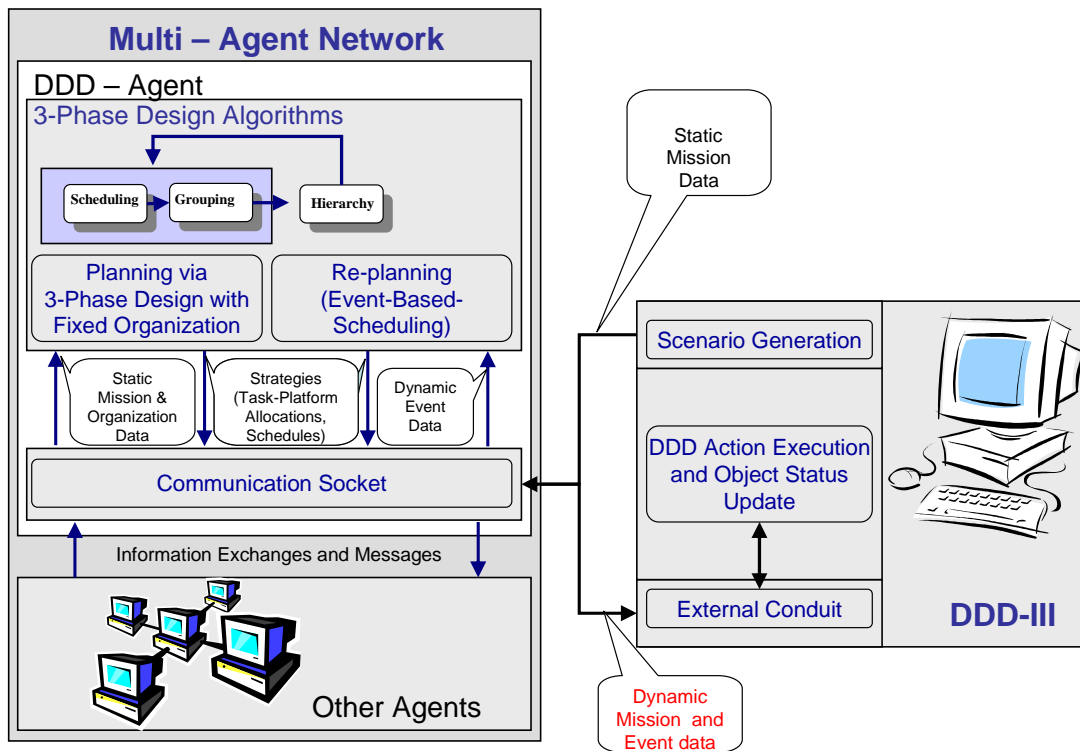 Multi – Agent Network
DDD – Agent
3-Phase Design Algorithms
Scheduling
Grouping
Hierarchy
Planning via
3-Phase Design with
Fixed Organization
Re-planning
(Event-Based-
Scheduling)
Static
Mission &
Organization
Data
Strategies
(Task-Platform
Allocations,
Schedules)
Dynamic
Event
Data
Communication Socket
Information Exchanges and Messages
Other Agents
Static
Mission
Data
Scenario Generation
DDD Action Execution
and Object Status
Update
External Conduit
DDD-III
Dynamic
Mission and
Event data